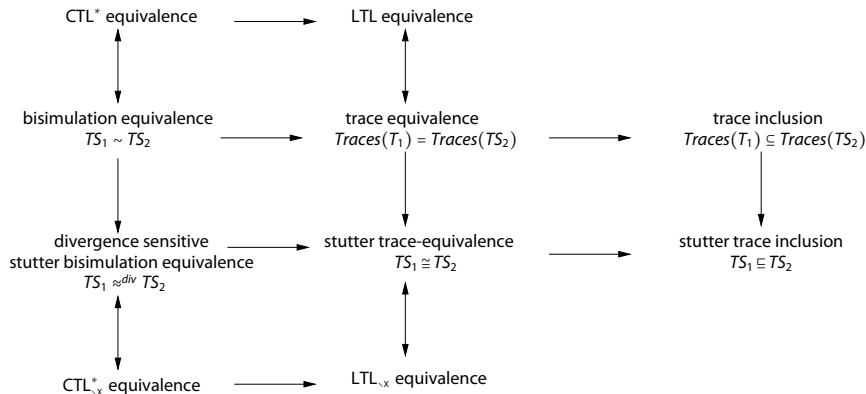 CTL* equivalence
LTL equivalence
bisimulation equivalence
TS₁ ~ TS₂
trace equivalence
Traces(T₁) = Traces(TS₂)
trace inclusion
Traces(T₁) ⊆ Traces(TS₂)
divergence sensitive
stutter bisimulation equivalence
TS₁ ≈ᵈⁱᵛ TS₂
stutter trace-equivalence
TS₁ ≅ TS₂
stutter trace inclusion
TS₁ ⊑ TS₂
CTL*∖x equivalence
LTL∖x equivalence